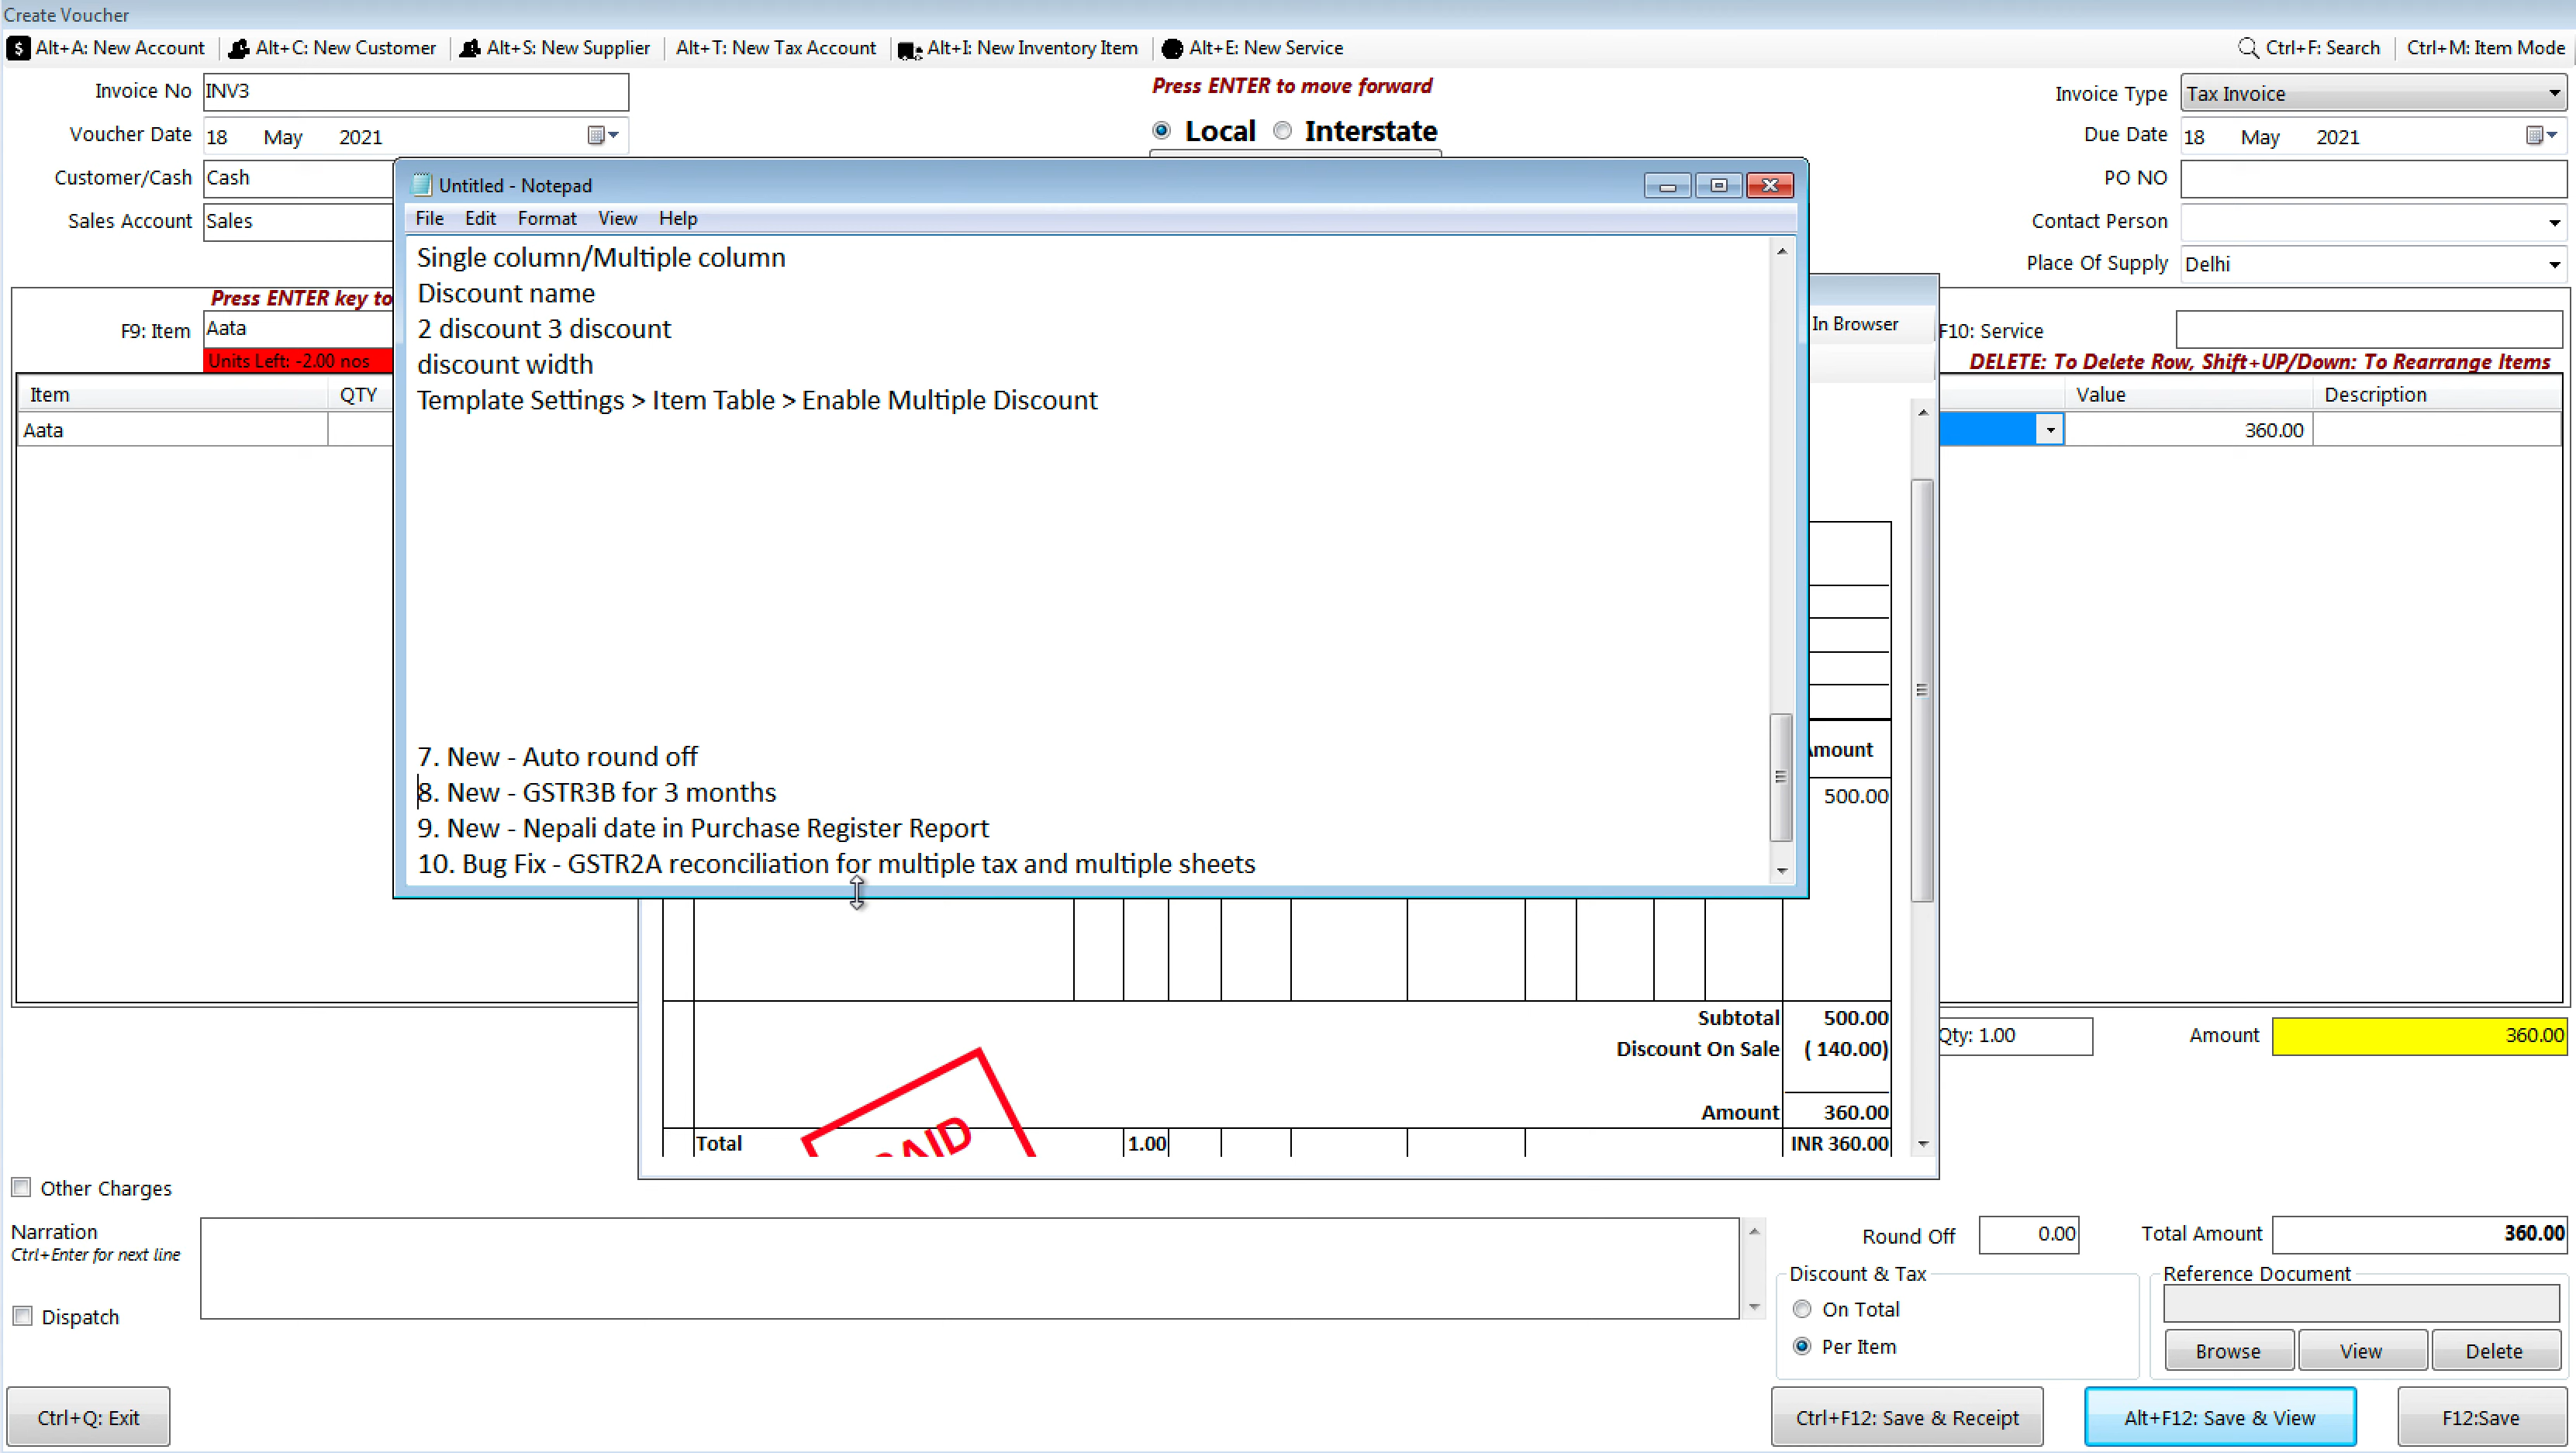 Create Voucher
Alt+A: New Account Alt+C: New Customer Alt+S: New Supplier Alt+T: New Tax Account Alt+I: New Inventory Item Alt+E: New Service Ctrl+F: Search Ctrl+M: Item Mode
Invoice No INV3
Press ENTER to move forward
Invoice Type Tax Invoice
Voucher Date 18 May 2021
Local Interstate
Due Date 18 May 2021
Customer/Cash Cash
PO NO
Sales Account Sales
Contact Person
Place Of Supply Delhi
Untitled - Notepad
File Edit Format View Help
Single column/Multiple column
Discount name
2 discount 3 discount
discount width
Template Settings > Item Table > Enable Multiple Discount
7. New - Auto round off
8. New - GSTR3B for 3 months
9. New - Nepali date in Purchase Register Report
10. Bug Fix - GSTR2A reconciliation for multiple tax and multiple sheets
Press ENTER key to
F9: Item Aata
Units Left: -2.00 nos
In Browser
F10: Service
DELETE: To Delete Row, Shift+UP/Down: To Rearrange Items
Item QTY Value Description
Aata 360.00
Amount
500.00
Subtotal 500.00
Discount On Sale ( 140.00)
Amount 360.00
Total 1.00 INR 360.00
Qty: 1.00 Amount 360.00
Other Charges
Narration
Ctrl+Enter for next line
Dispatch
Round Off 0.00 Total Amount 360.00
Discount & Tax
On Total
Per Item
Reference Document
Browse View Delete
Ctrl+Q: Exit
Ctrl+F12: Save & Receipt Alt+F12: Save & View F12:Save